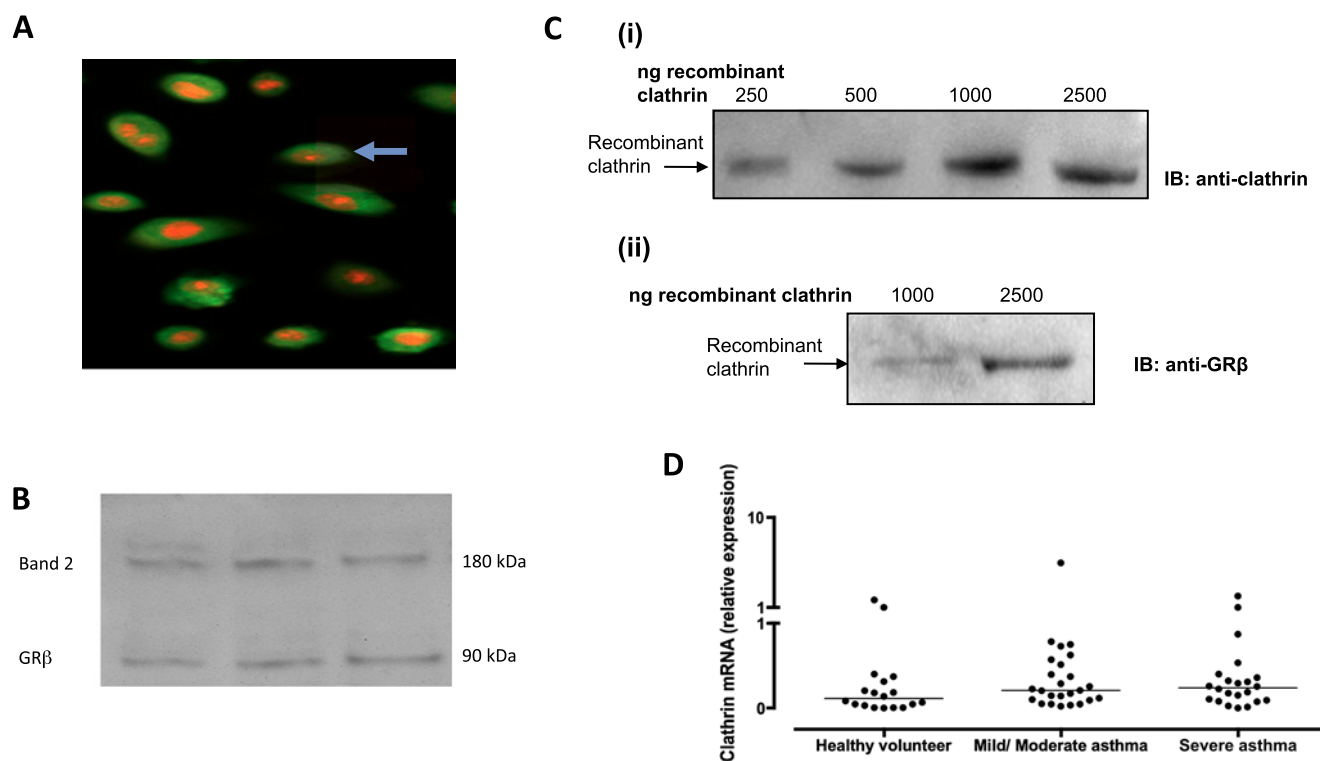 A
B
Band 2
180 kDa
GRβ
90 kDa
C
(i)
ng recombinant
clathrin 250 500 1000 2500
Recombinant
clathrin
IB: anti-clathrin
(ii)
ng recombinant clathrin 1000 2500
Recombinant
clathrin
IB: anti-GRβ
D
Clathrin mRNA (relative expression)
10
1
1
0
Healthy volunteer Mild/ Moderate asthma Severe asthma